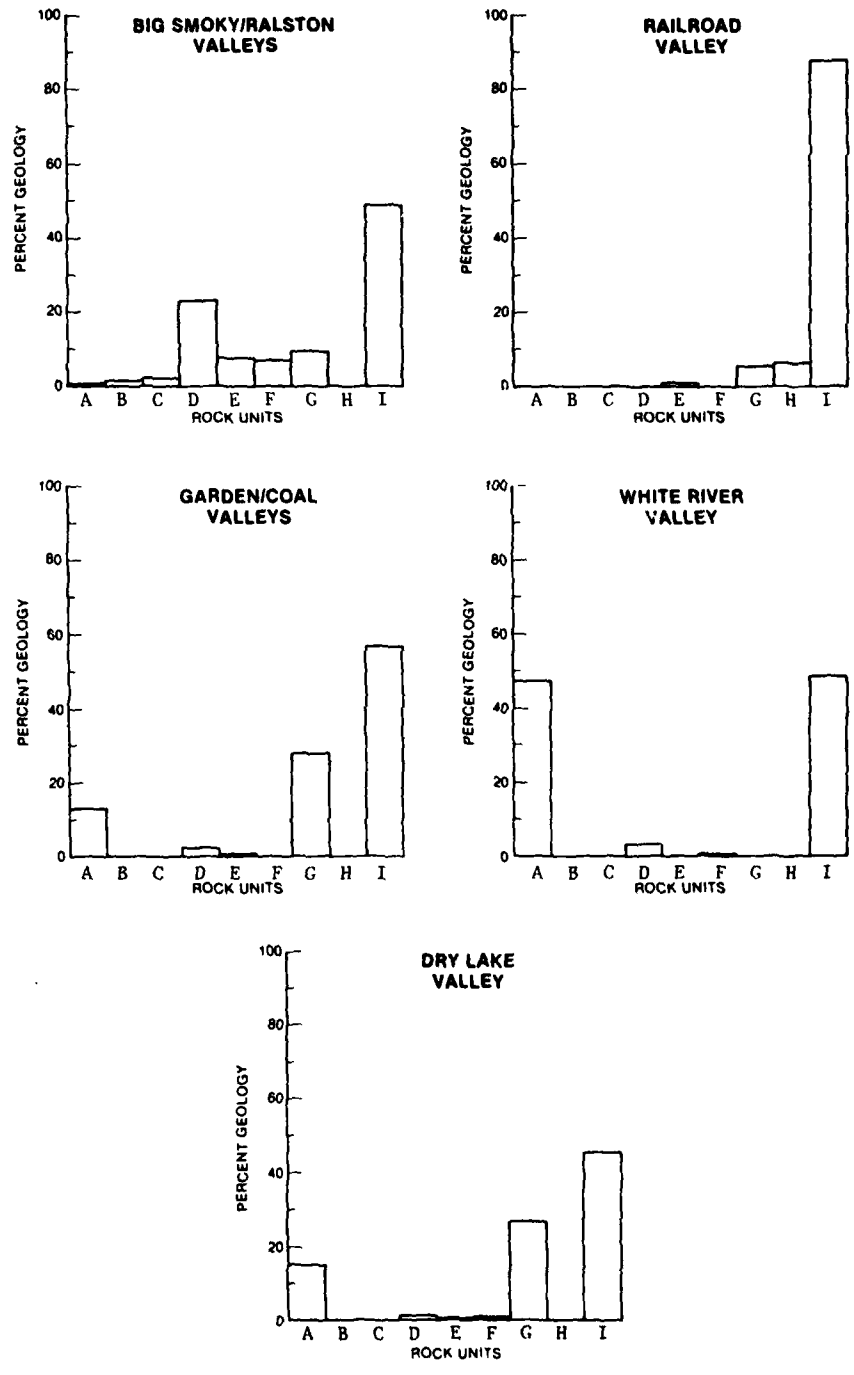 BIG SMOKY/RALSTON
VALLEYS
PERCENT GEOLOGY
100
80
60
40
20
0
A B C D E F G H I
ROCK UNITS
RAILROAD
VALLEY
PERCENT GEOLOGY
100
80
60
40
20
0
A B C D E F G H I
ROCK UNITS
GARDEN/COAL
VALLEYS
PERCENT GEOLOGY
100
80
60
40
20
0
A B C D E F G H I
ROCK UNITS
WHITE RIVER
VALLEY
PERCENT GEOLOGY
100
80
60
40
20
0
A B C D E F G H I
ROCK UNITS
DRY LAKE
VALLEY
PERCENT GEOLOGY
100
80
60
40
20
0
A B C D E F G H I
ROCK UNITS